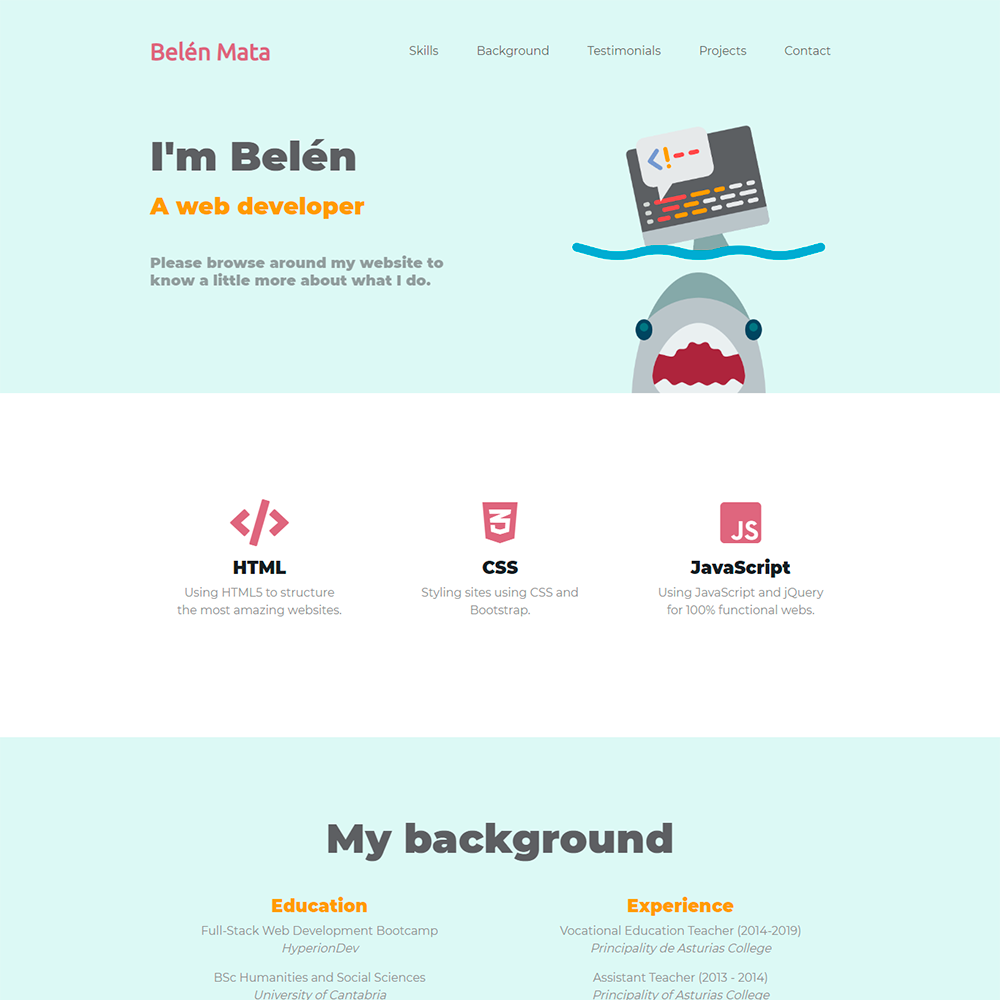 Belén Mata
Skills Background Testimonials Projects Contact
I'm Belén
A web developer
Please browse around my website to
know a little more about what I do.
<!--
HTML
Using HTML5 to structure
the most amazing websites.
CSS
Styling sites using CSS and
Bootstrap.
JS
JavaScript
Using JavaScript and jQuery
for 100% functional webs.
My background
Education
Full-Stack Web Development Bootcamp
HyperionDev
BSc Humanities and Social Sciences
University of Cantabria
Experience
Vocational Education Teacher (2014-2019)
Principality de Asturias College
Assistant Teacher (2013 - 2014)
Principality of Asturias College